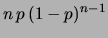 n p (1 − p)^{n−1}